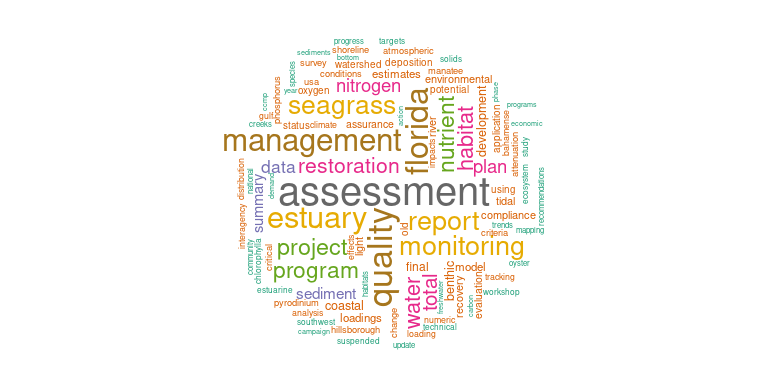 progress
targets
sediments
shoreline
atmospheric
bottom
survey
watershed
deposition
solids
species
conditions
estimates
manatee
environmental
usa
year
oxygen
nitrogen
potential
phosphorus
ccmp
seagrass
florida
nutrient
habitat
development
phase
programs
gulf
creeks
status
climate
assurance
action
impacts
river
application
bahamense
economic
management
attenuation
study
data
restoration
plan
ecosystem
recommendations
distribution
national
demand
summary
assessment
using
tidal
interagency
estuary
quality
old
report
compliance
trends
criteria
mapping
community
chlorophylla
critical
project
effects
light
monitoring
program
final
model
oyster
benthic
recovery
evaluation
tracking
estuarine
sediment
habitats
water
total
freshwater
carbon
workshop
pyrodinium
coastal
analysis
loadings
change
southwest
numeric
campaign
hillsborough
technical
loading
suspended
update